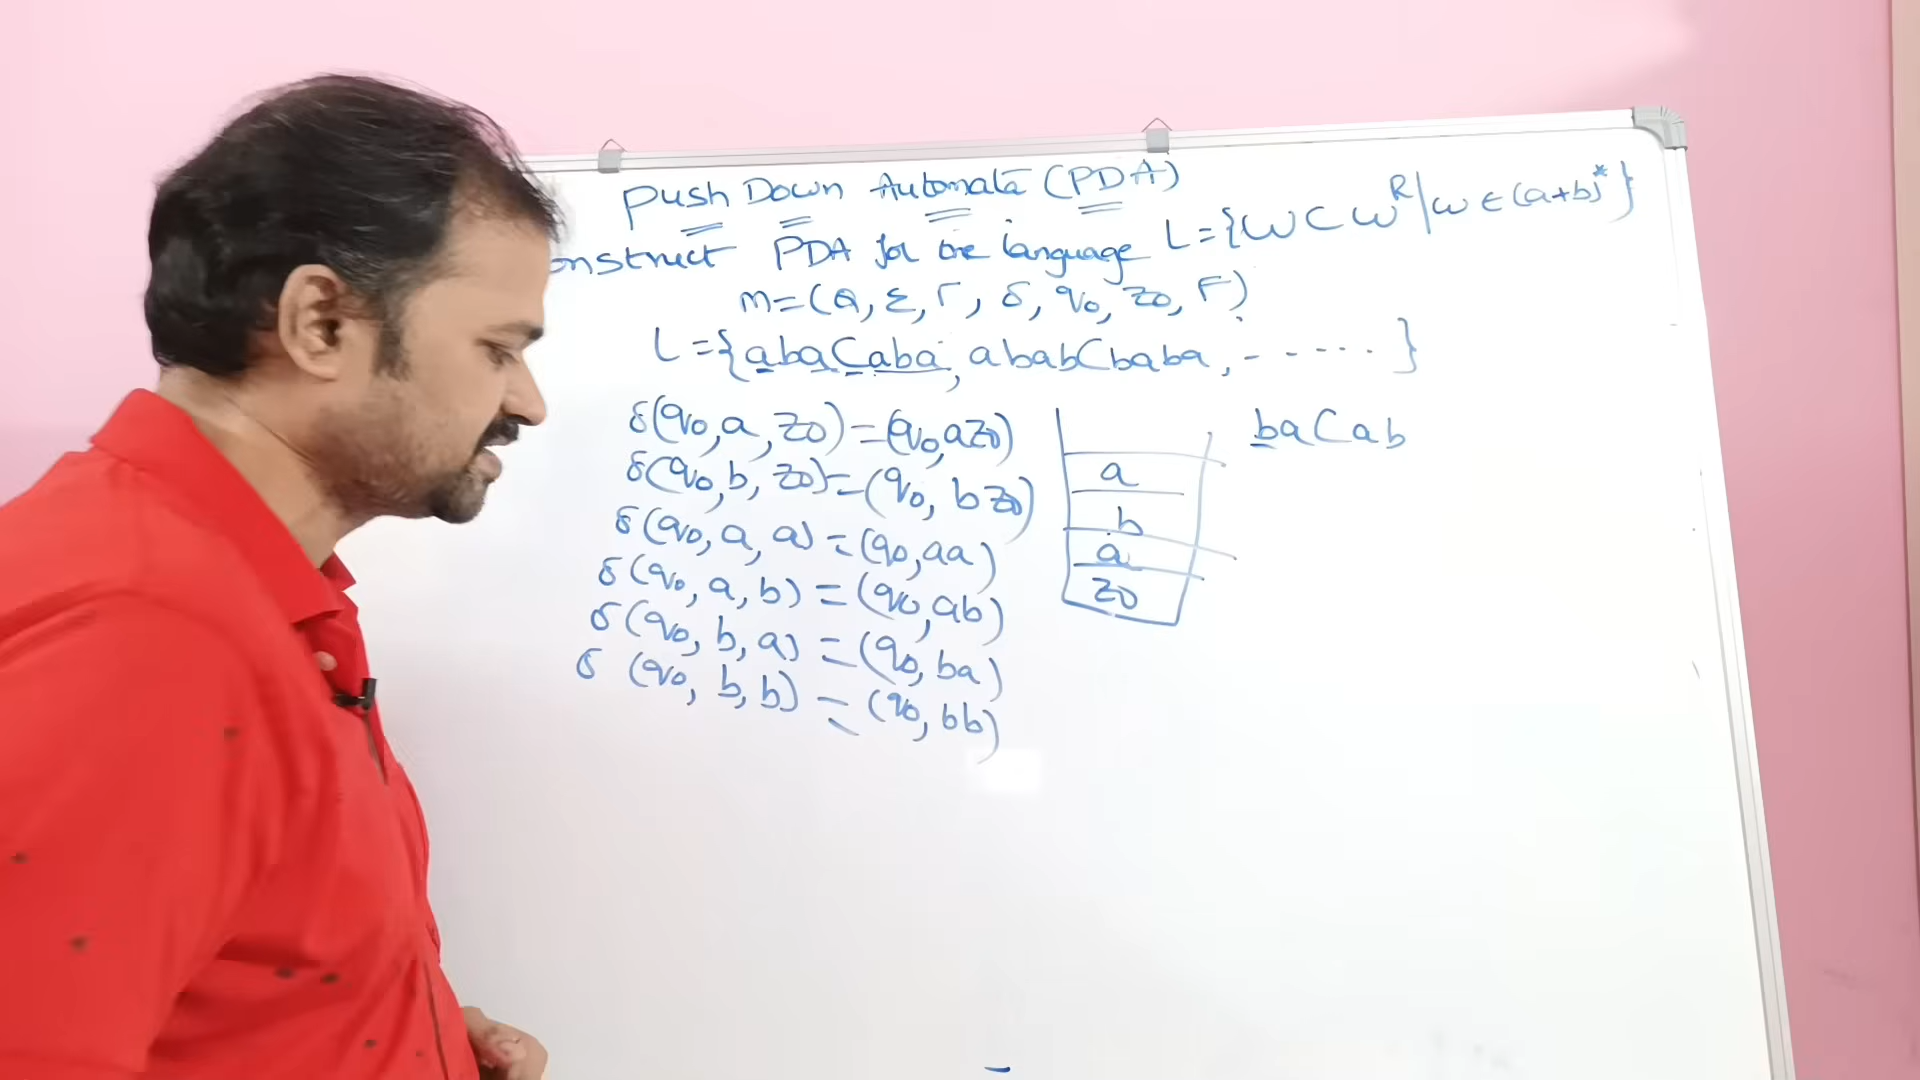 Push Down Automata (PDA)
onstruct PDA for the language L={WCW^R|w∈(a+b)*}
m=(Q, Σ, Γ, δ, q0, z0, F)
L={abaCaba, ababCbaba, - - - - - - }
δ(q0,a,z0)=(q0,az0)
δ(q0,b,z0)=(q0,bz0)
δ(q0,a,a)=(q0,aa)
δ(q0,a,b)=(q0,ab)
δ(q0,b,a)=(q0,ba)
δ(q0,b,b)=(q0,bb)
a
b
a
z0
baCab